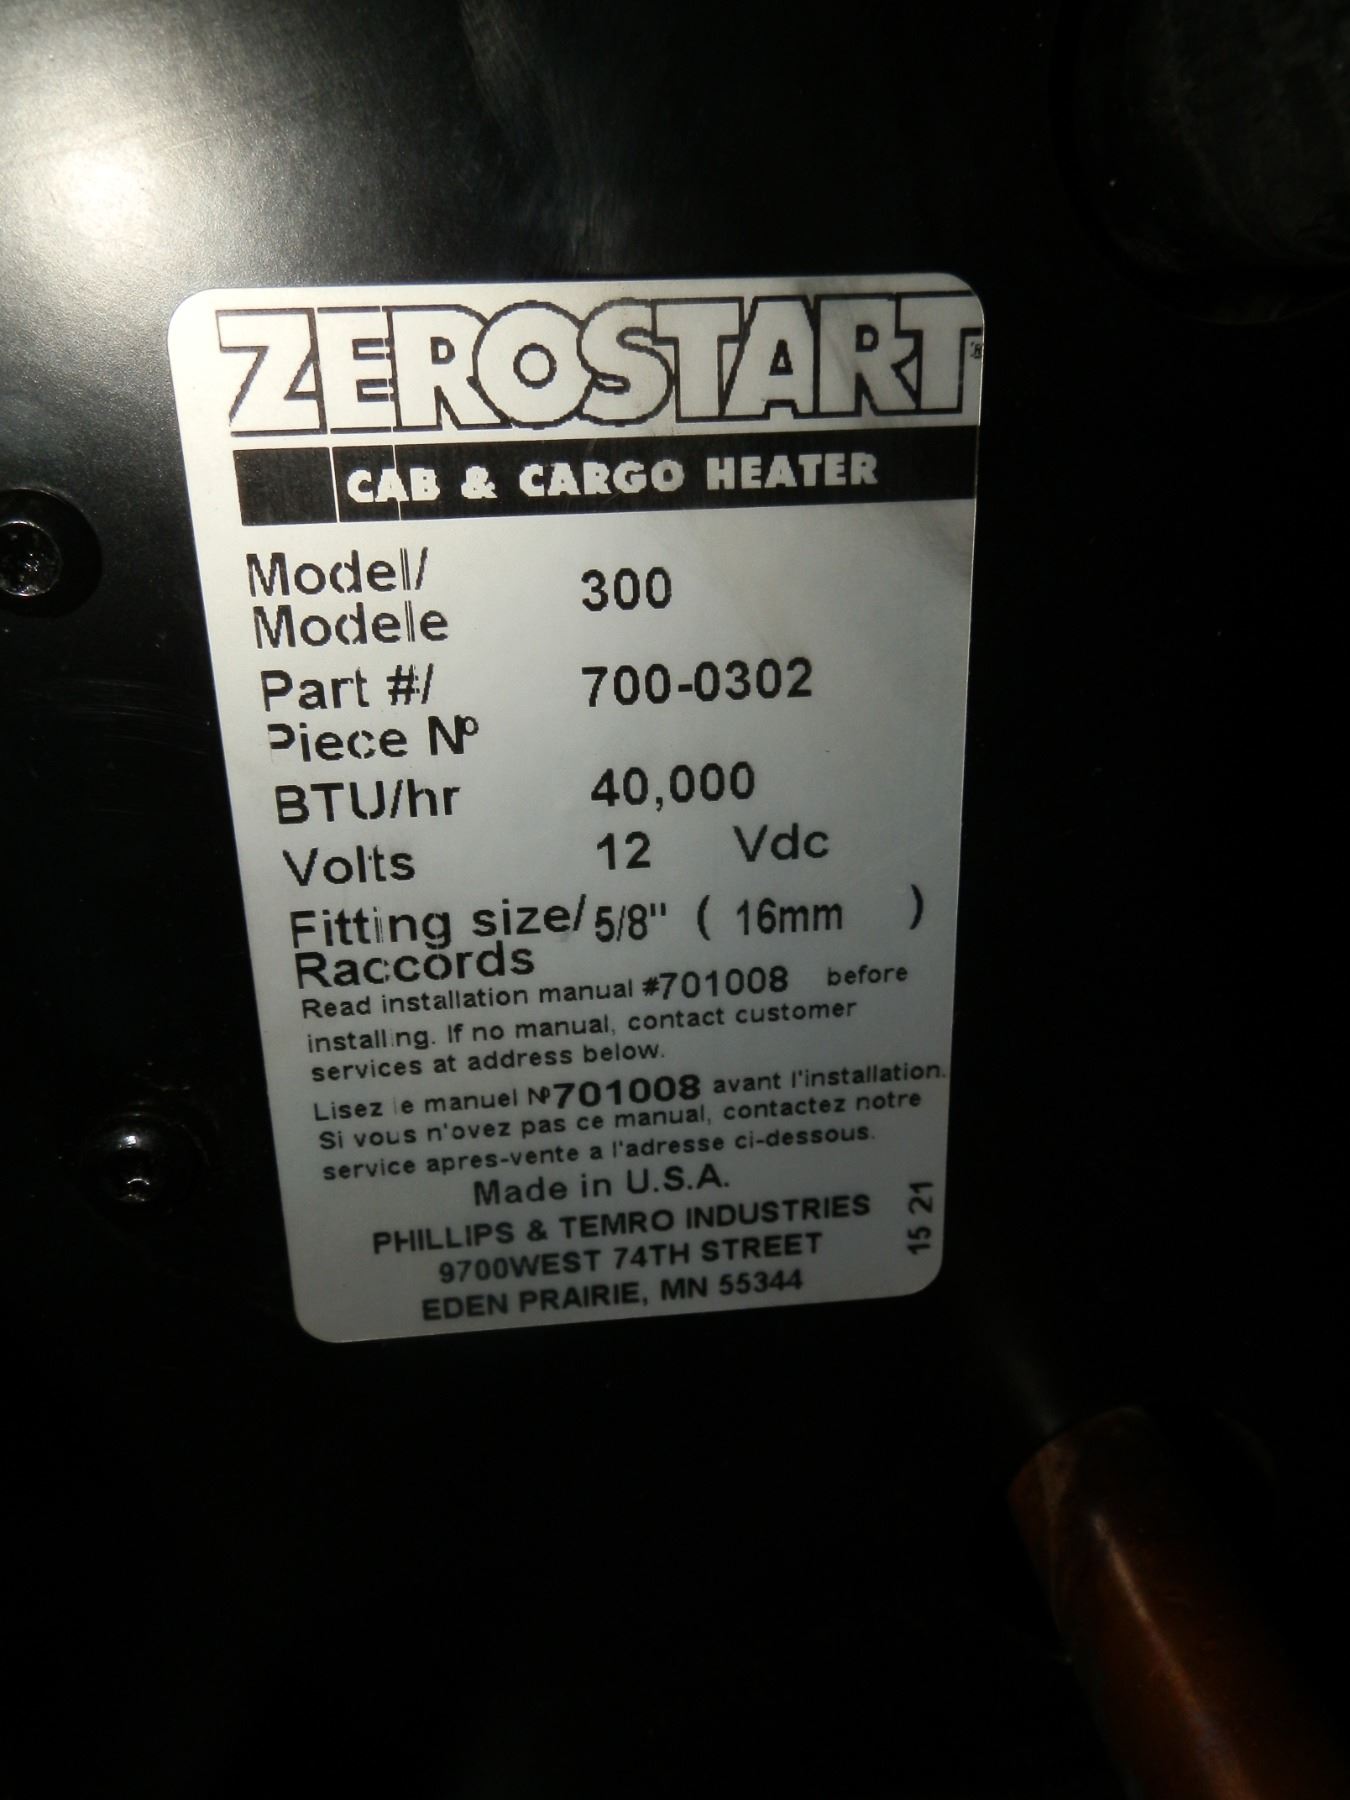 ZEROSTART®
CAB & CARGO HEATER
Model/ 300
Modele
Part #/ 700-0302
Piece Nº
BTU/hr 40,000
Volts 12 Vdc
Fitting size/ 5/8" ( 16mm )
Raccords
Read installation manual #701008 before
installing. If no manual, contact customer
services at address below.
Lisez le manuel Nº701008 avant l'installation.
Si vous n'ovez pas ce manual, contactez notre
service apres-vente a l'adresse ci-dessous.
Made in U.S.A.
PHILLIPS & TEMRO INDUSTRIES
9700WEST 74TH STREET
EDEN PRAIRIE, MN 55344
15 21